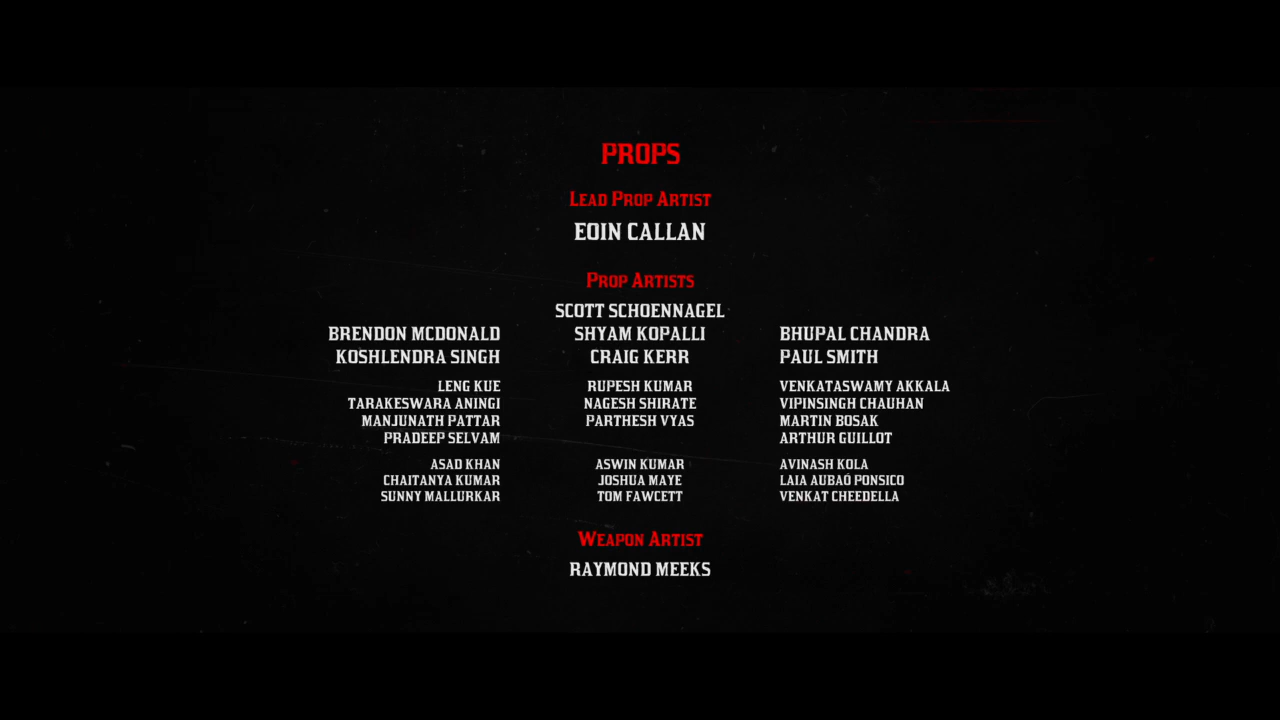 PROPS
LEAD PROP ARTIST
EOIN CALLAN
PROP ARTISTS
SCOTT SCHOENNAGEL
BRENDON MCDONALD SHYAM KOPALLI BHUPAL CHANDRA
KOSHLENDRA SINGH CRAIG KERR PAUL SMITH
LENG KUE RUPESH KUMAR VENKATASWAMY AKKALA
TARAKESWARA ANINGI NAGESH SHIRATE VIPINSINGH CHAUHAN
MANJUNATH PATTAR PARTHESH VYAS MARTIN BOSAK
PRADEEP SELVAM ARTHUR GUILLOT
ASAD KHAN ASWIN KUMAR AVINASH KOLA
CHAITANYA KUMAR JOSHUA MAYE LAIA AUBAÓ PONSICO
SUNNY MALLURKAR TOM FAWCETT VENKAT CHEEDELLA
WEAPON ARTIST
RAYMOND MEEKS